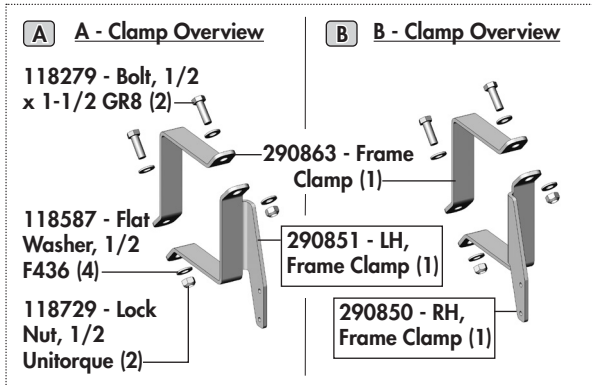 A A - Clamp Overview
118279 - Bolt, 1/2
x 1-1/2 GR8 (2)
118587 - Flat
Washer, 1/2
F436 (4)
118729 - Lock
Nut, 1/2
Unitorque (2)
290863 - Frame
Clamp (1)
290851 - LH,
Frame Clamp (1)
B B - Clamp Overview
290850 - RH,
Frame Clamp (1)